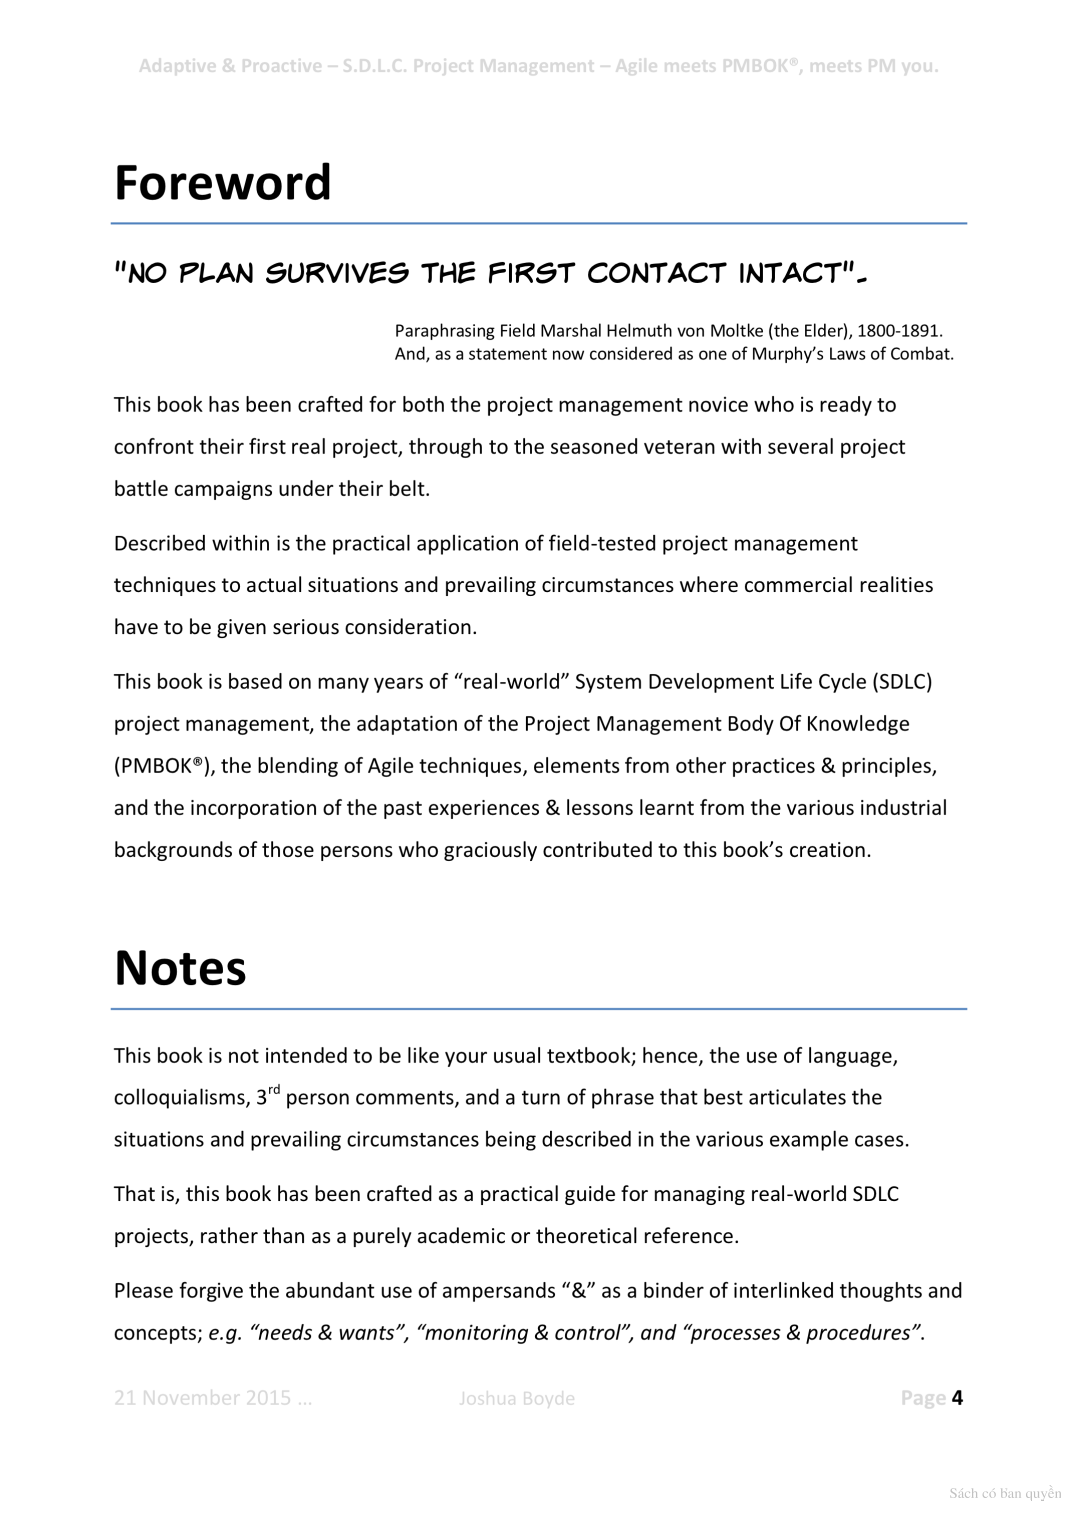 Adaptive & Proactive – S.D.L.C. Project Management – Agile meets PMBOK®, meets PM you.
Foreword
"NO PLAN SURVIVES THE FIRST CONTACT INTACT".
Paraphrasing Field Marshal Helmuth von Moltke (the Elder), 1800-1891.
And, as a statement now considered as one of Murphy’s Laws of Combat.
This book has been crafted for both the project management novice who is ready to
confront their first real project, through to the seasoned veteran with several project
battle campaigns under their belt.
Described within is the practical application of field-tested project management
techniques to actual situations and prevailing circumstances where commercial realities
have to be given serious consideration.
This book is based on many years of “real-world” System Development Life Cycle (SDLC)
project management, the adaptation of the Project Management Body Of Knowledge
(PMBOK®), the blending of Agile techniques, elements from other practices & principles,
and the incorporation of the past experiences & lessons learnt from the various industrial
backgrounds of those persons who graciously contributed to this book’s creation.
Notes
This book is not intended to be like your usual textbook; hence, the use of language,
colloquialisms, 3rd person comments, and a turn of phrase that best articulates the
situations and prevailing circumstances being described in the various example cases.
That is, this book has been crafted as a practical guide for managing real-world SDLC
projects, rather than as a purely academic or theoretical reference.
Please forgive the abundant use of ampersands “&” as a binder of interlinked thoughts and
concepts; e.g. “needs & wants”, “monitoring & control”, and “processes & procedures”.
21 November 2015 … Joshua Boyde Page 4
Sách có bản quyền